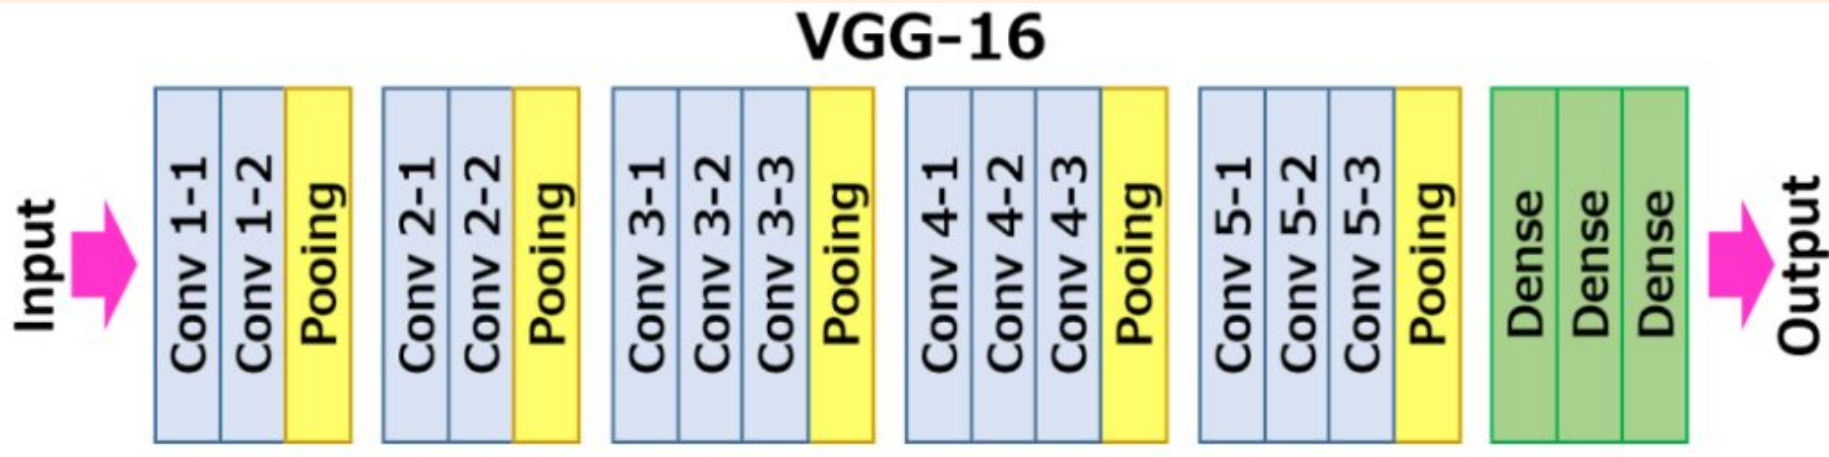 VGG-16
Input
Conv 1-1
Conv 1-2
Pooing
Conv 2-1
Conv 2-2
Pooing
Conv 3-1
Conv 3-2
Conv 3-3
Pooing
Conv 4-1
Conv 4-2
Conv 4-3
Pooing
Conv 5-1
Conv 5-2
Conv 5-3
Pooing
Dense
Dense
Dense
Output